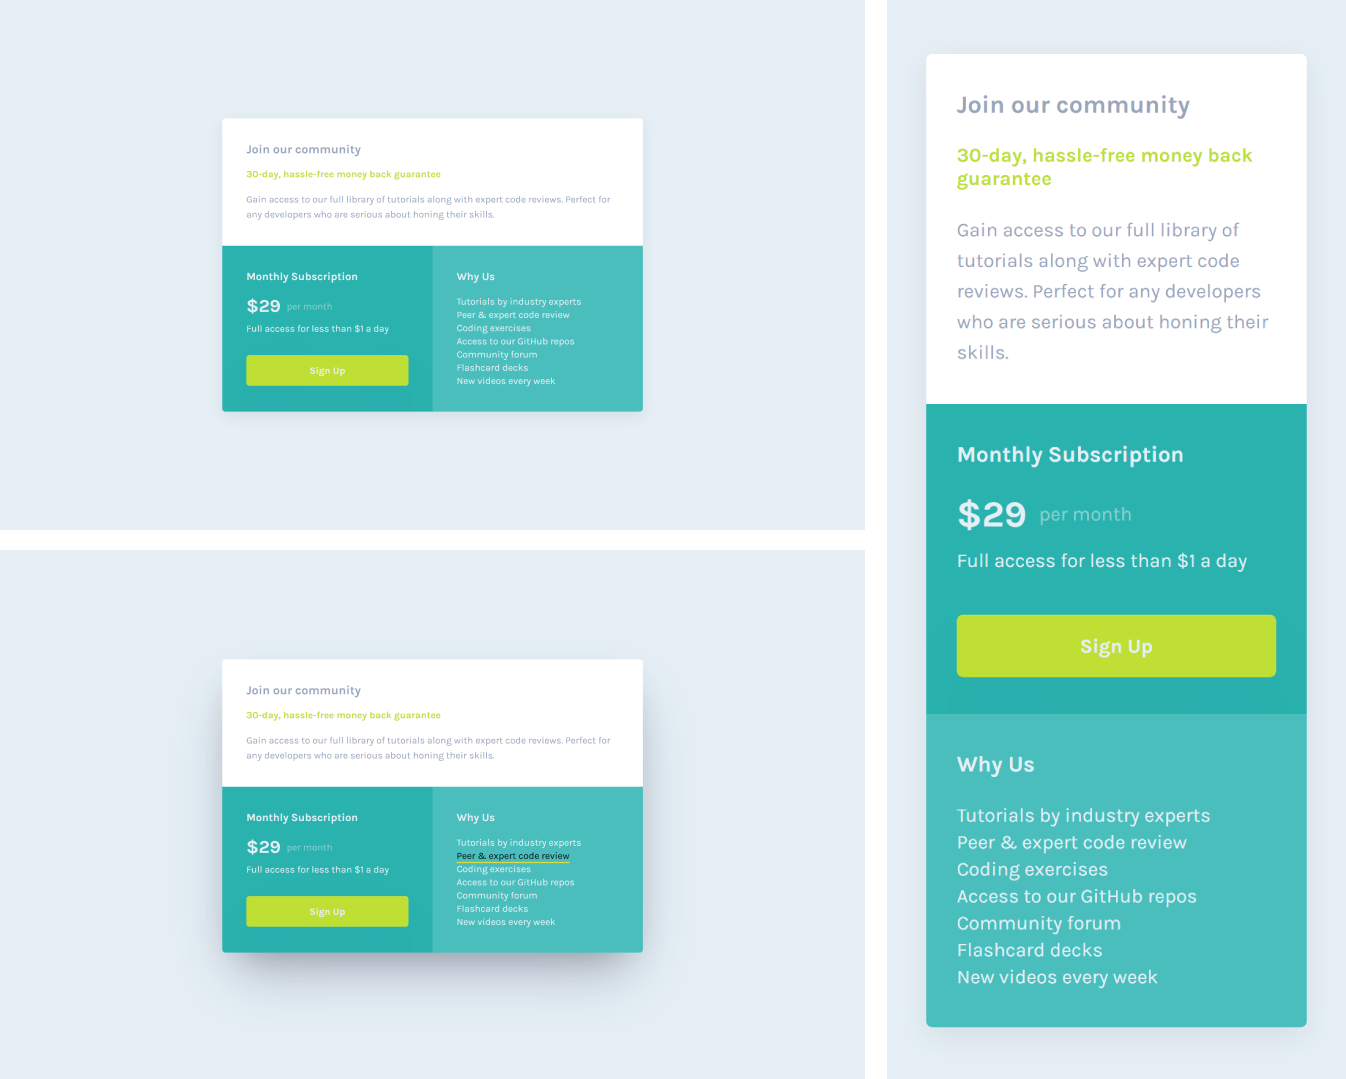 Join our community
30-day, hassle-free money back guarantee
Gain access to our full library of tutorials along with expert code reviews. Perfect for
any developers who are serious about honing their skills.
Monthly Subscription
$29 per month
Full access for less than $1 a day
Sign Up
Why Us
Tutorials by industry experts
Peer & expert code review
Coding exercises
Access to our GitHub repos
Community forum
Flashcard decks
New videos every week
Join our community
30-day, hassle-free money back guarantee
Gain access to our full library of tutorials along with expert code reviews. Perfect for
any developers who are serious about honing their skills.
Monthly Subscription
$29 per month
Full access for less than $1 a day
Sign Up
Why Us
Tutorials by industry experts
Peer & expert code review
Coding exercises
Access to our GitHub repos
Community forum
Flashcard decks
New videos every week
Join our community
30-day, hassle-free money back
guarantee
Gain access to our full library of
tutorials along with expert code
reviews. Perfect for any developers
who are serious about honing their
skills.
Monthly Subscription
$29 per month
Full access for less than $1 a day
Sign Up
Why Us
Tutorials by industry experts
Peer & expert code review
Coding exercises
Access to our GitHub repos
Community forum
Flashcard decks
New videos every week